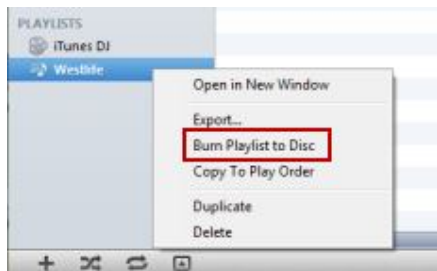 PLAYLISTS
iTunes DJ
Westlife
Open in New Window
Export...
Burn Playlist to Disc
Copy To Play Order
Duplicate
Delete